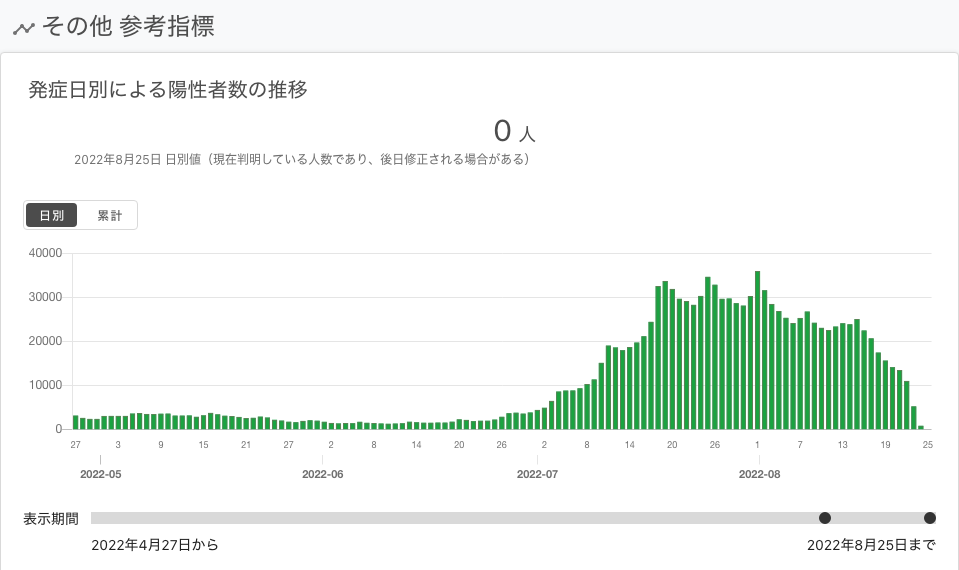 その他 参考指標
発症日別による陽性者数の推移
0 人
2022年8月25日 日別値（現在判明している人数であり、後日修正される場合がある）
日別 累計
40000
30000
20000
10000
0
27 3 9 15 21 27 2 8 14 20 26 2 8 14 20 26 1 7 13 19 25
2022-05 2022-06 2022-07 2022-08
表示期間
2022年4月27日から 2022年8月25日まで